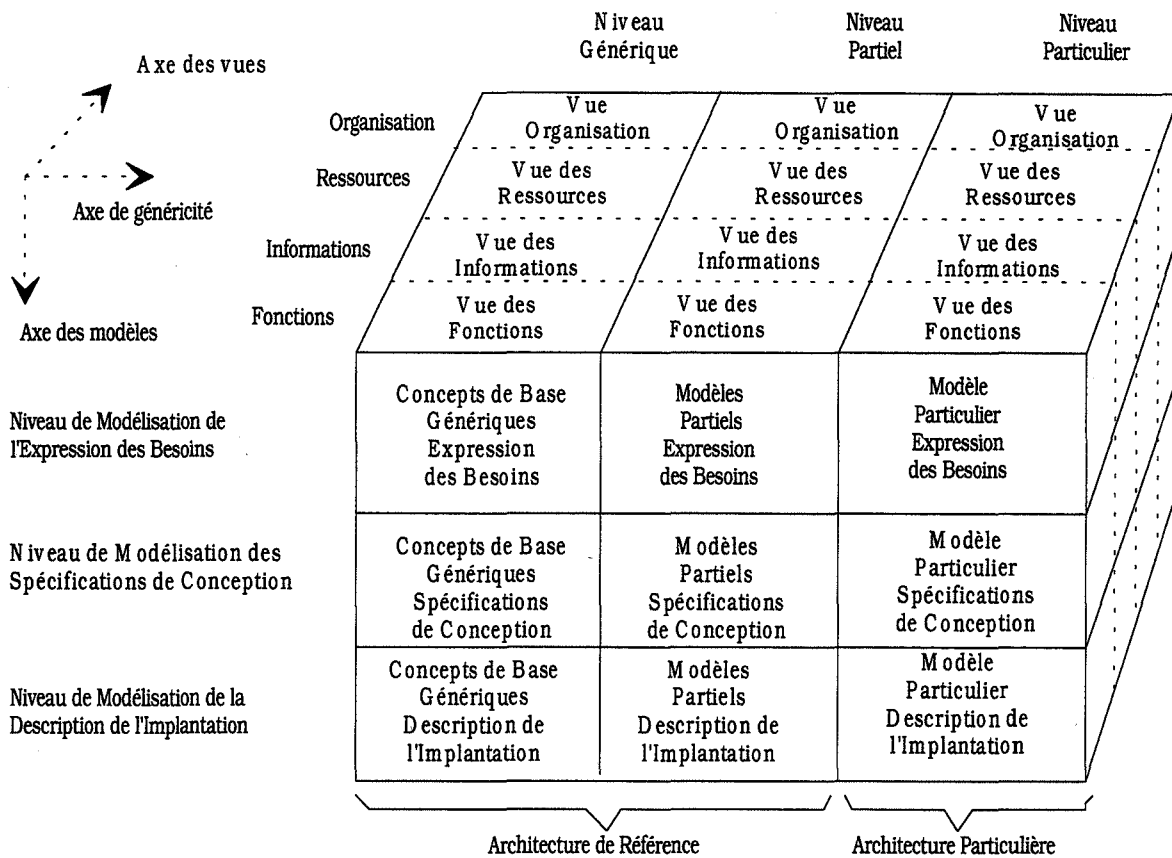 Niveau Générique
Niveau Partiel
Niveau Particulier
Axe des vues
Axe de généricité
Axe des modèles
Organisation
Vue Organisation
Vue Organisation
Vue Organisation
Ressources
Vue des Ressources
Vue des Ressources
Vue des Ressources
Informations
Vue des Informations
Vue des Informations
Vue des Informations
Fonctions
Vue des Fonctions
Vue des Fonctions
Vue des Fonctions
Niveau de Modélisation de
l'Expression des Besoins
Concepts de Base
Génériques
Expression
des Besoins
Modèles
Partiels
Expression
des Besoins
Modèle
Particulier
Expression
des Besoins
Niveau de Modélisation des
Spécifications de Conception
Concepts de Base
Génériques
Spécifications
de Conception
Modèles
Partiels
Spécifications
de Conception
Modèle
Particulier
Spécifications
de Conception
Niveau de Modélisation de la
Description de l'Implantation
Concepts de Base
Génériques
Description de
l'Implantation
Modèles
Partiels
Description de
l'Implantation
Modèle
Particulier
Description de
l'Implantation
Architecture de Référence
Architecture Particulière